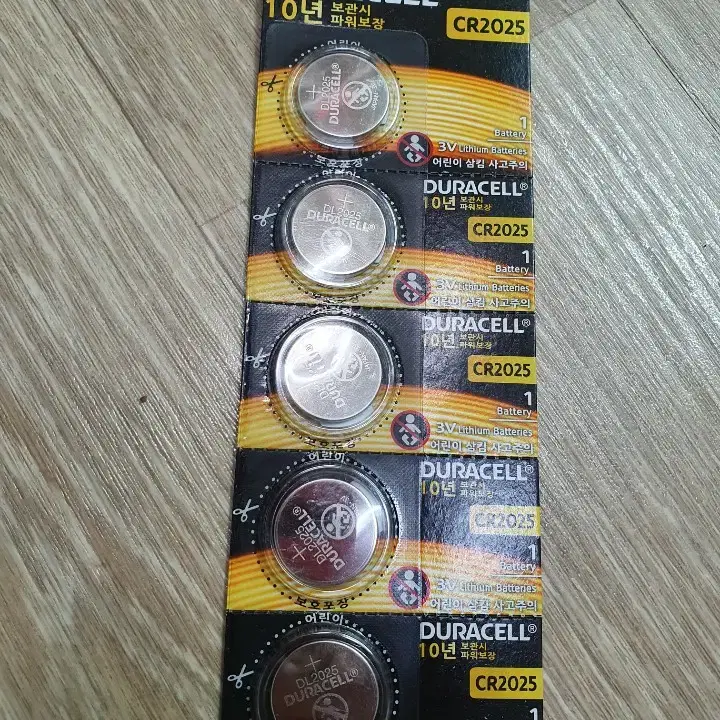 10년 보관시
파워보장
CR2025
어린이
DL2025
DURACELL®
1
Battery
3V Lithium Batteries
어린이 삼킴 사고주의
보호포장
어린이
DL2025
DURACELL®
DURACELL®
10년 보관시
파워보장
CR2025
1
Battery
3V Lithium Batteries
어린이 삼킴 사고주의
DURACELL®
10년 보관시
파워보장
CR2025
1
Battery
3V Lithium Batteries
어린이 삼킴 사고주의
보호포장
어린이
DL2025
DURACELL®
DURACELL®
10년 보관시
파워보장
CR2025
1
Battery
3V Lithium Batteries
어린이 삼킴 사고주의
보호포장
어린이
DL2025
DURACELL®
DURACELL®
10년 보관시
파워보장
CR2025
1